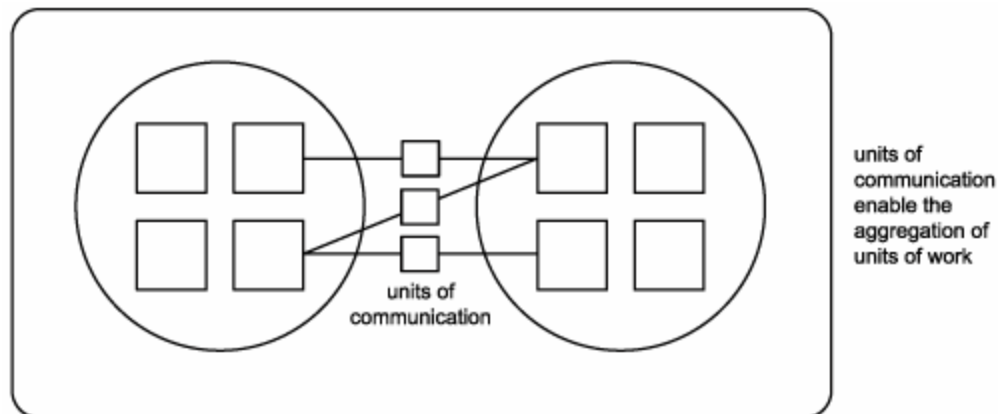 units of
communication
enable the
aggregation of
units of work
units of
communication